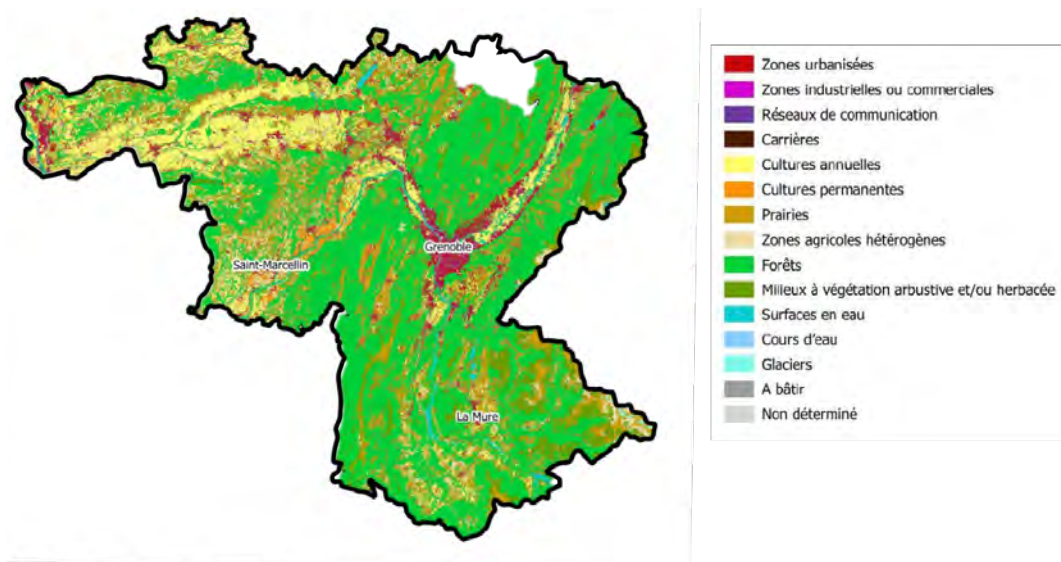 Grenoble
Saint-Marcellin
La Mure
Zones urbanisées
Zones industrielles ou commerciales
Réseaux de communication
Carrières
Cultures annuelles
Cultures permanentes
Prairies
Zones agricoles hétérogènes
Forêts
Milieux à végétation arbustive et/ou herbacée
Surfaces en eau
Cours d'eau
Glaciers
A bâtir
Non déterminé